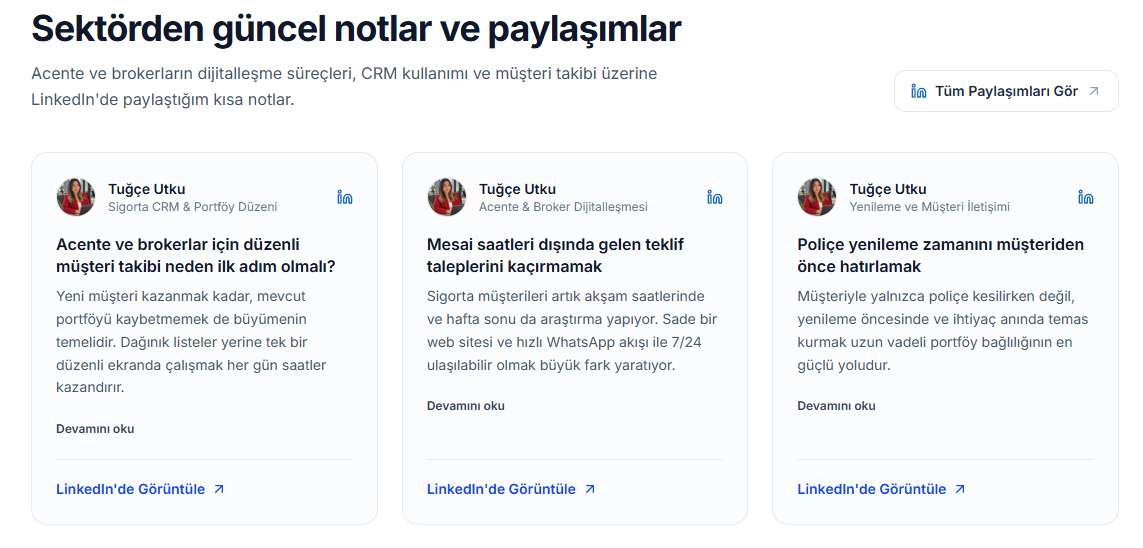 Sektörden güncel notlar ve paylaşımlar
Acente ve brokerların dijitalleşme süreçleri, CRM kullanımı ve müşteri takibi üzerine
LinkedIn'de paylaştığım kısa notlar.
Tüm Paylaşımları Gör
Tuğçe Utku
Sigorta CRM & Portföy Düzeni
Acente ve brokerlar için düzenli
müşteri takibi neden ilk adım olmalı?
Yeni müşteri kazanmak kadar, mevcut
portföyü kaybetmemek de büyümenin
temelidir. Dağınık listeler yerine tek bir
düzenli ekranda çalışmak her gün saatler
kazandırır.
Devamını oku
LinkedIn'de Görüntüle
Tuğçe Utku
Acente & Broker Dijitalleşmesi
Mesai saatleri dışında gelen teklif
taleplerini kaçırmamak
Sigorta müşterileri artık akşam saatlerinde
ve hafta sonu da araştırma yapıyor. Sade bir
web sitesi ve hızlı WhatsApp akışı ile 7/24
ulaşılabilir olmak büyük fark yaratıyor.
Devamını oku
LinkedIn'de Görüntüle
Tuğçe Utku
Yenileme ve Müşteri İletişimi
Poliçe yenileme zamanını müşteriden
önce hatırlamak
Müşteriyle yalnızca poliçe kesilirken değil,
yenileme öncesinde ve ihtiyaç anında temas
kurmak uzun vadeli portföy bağlılığının en
güçlü yoludur.
Devamını oku
LinkedIn'de Görüntüle